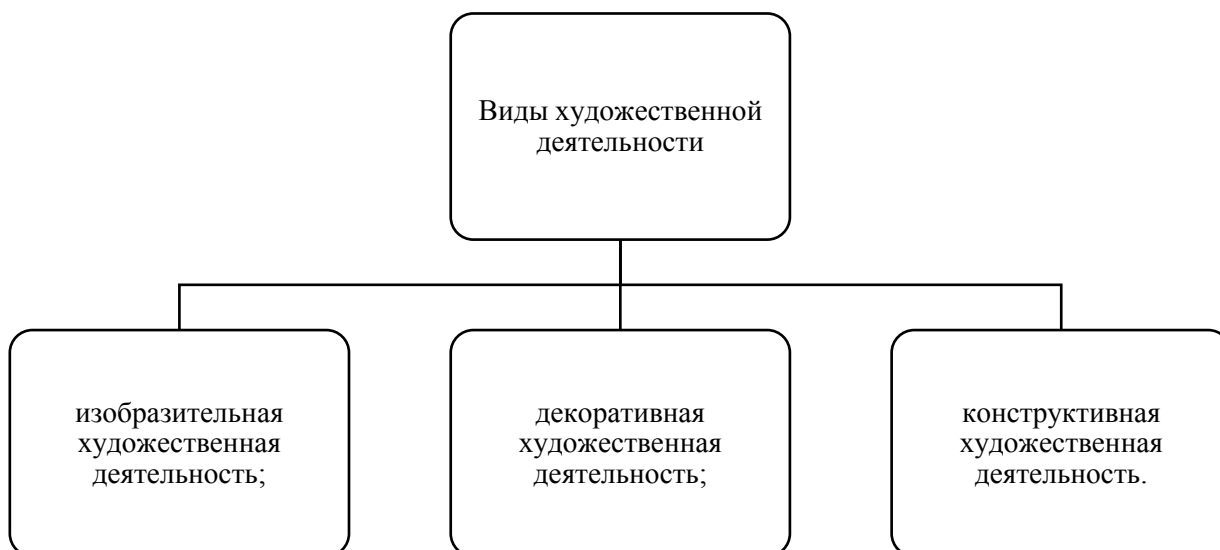 Виды художественной
деятельности
изобразительная
художественная
деятельность;
декоративная
художественная
деятельность;
конструктивная
художественная
деятельность.